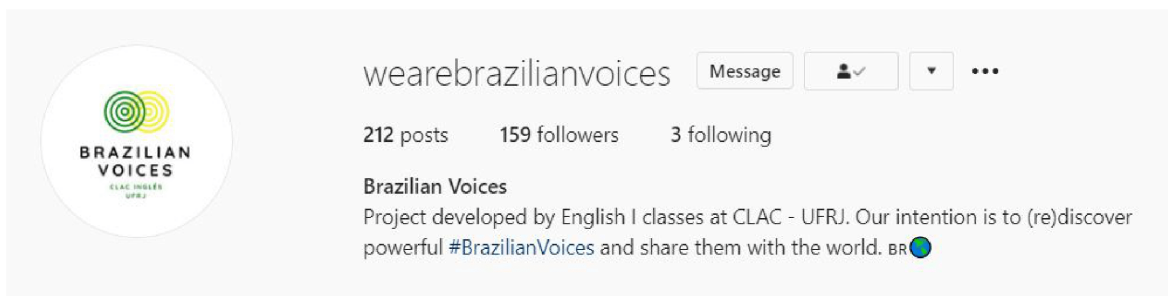 wearebrazilianvoices Message
212 posts 159 followers 3 following
BRAZILIAN
VOICES
CLAC INGLÊS
UFRJ
Brazilian Voices
Project developed by English I classes at CLAC - UFRJ. Our intention is to (re)discover
powerful #BrazilianVoices and share them with the world. BR